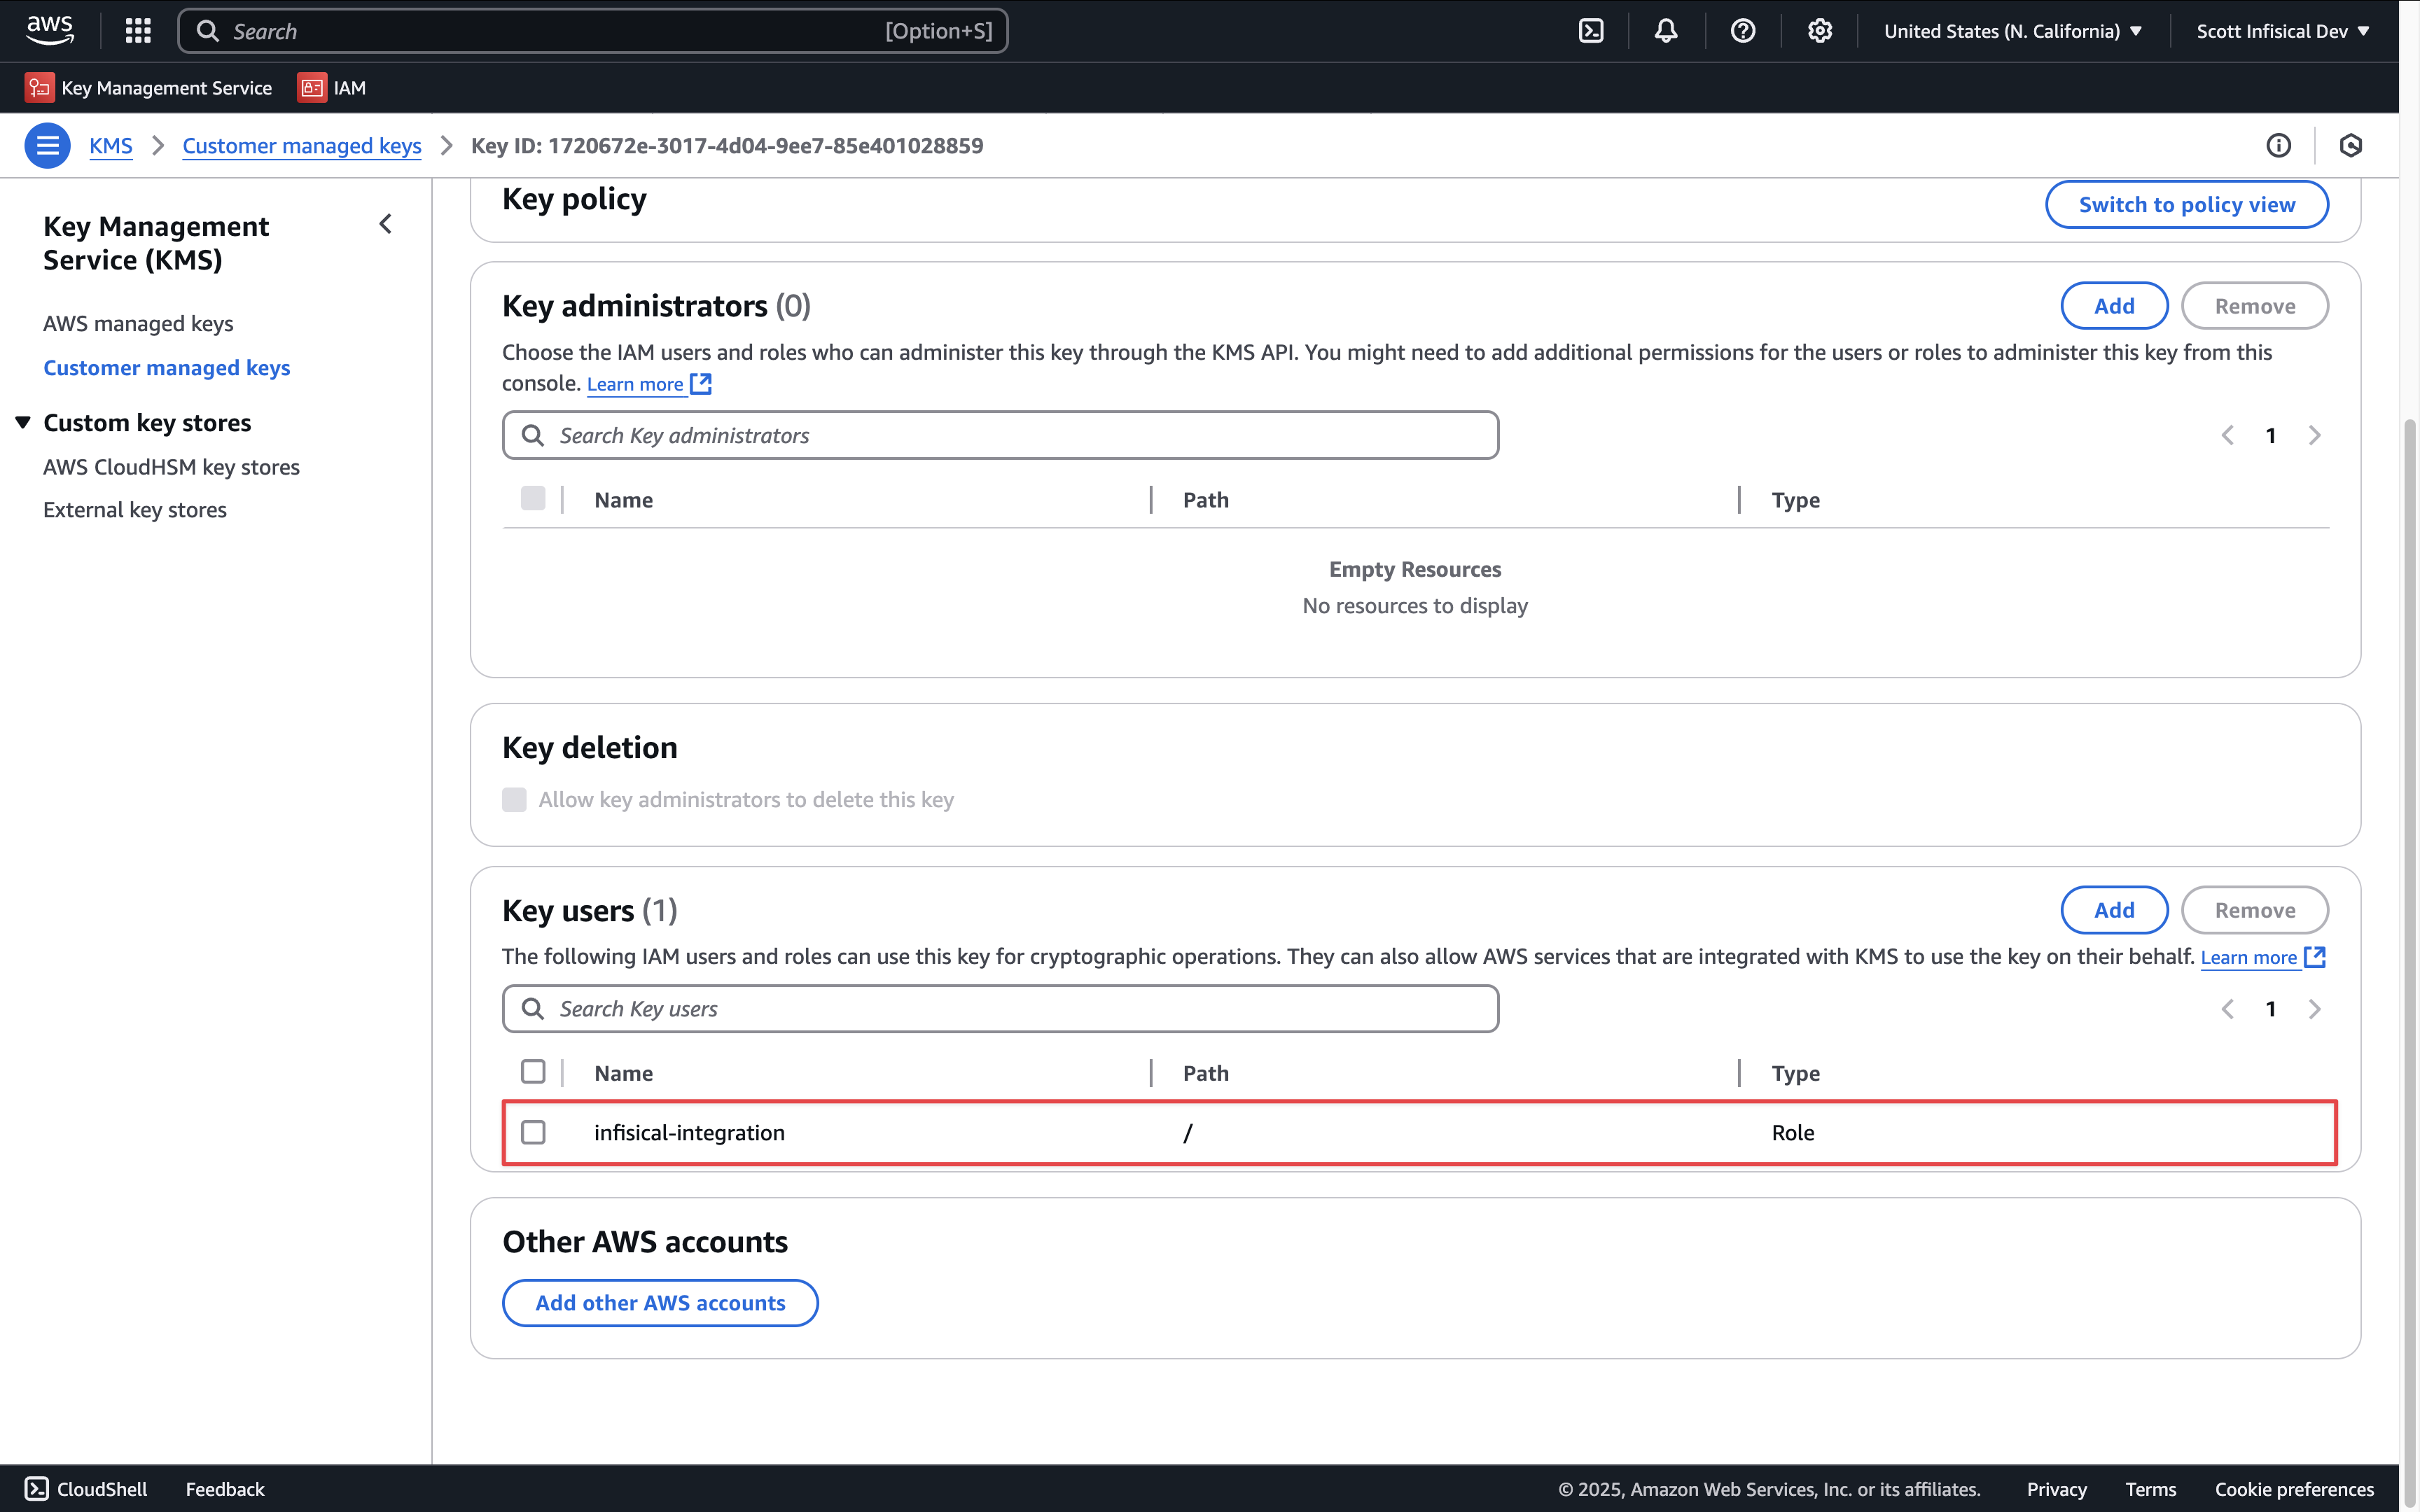 aws
Search [Option+S]
United States (N. California) Scott Infisical Dev
Key Management Service IAM
KMS Customer managed keys Key ID: 1720672e-3017-4d04-9ee7-85e401028859
Key Management
Service (KMS)
AWS managed keys
Customer managed keys
Custom key stores
AWS CloudHSM key stores
External key stores
Key policy
Switch to policy view
Key administrators (0)
Add Remove
Choose the IAM users and roles who can administer this key through the KMS API. You might need to add additional permissions for the users or roles to administer this key from this
console. Learn more
Search Key administrators
1
Name Path Type
Empty Resources
No resources to display
Key deletion
Allow key administrators to delete this key
Key users (1)
Add Remove
The following IAM users and roles can use this key for cryptographic operations. They can also allow AWS services that are integrated with KMS to use the key on their behalf. Learn more
Search Key users
1
Name Path Type
infisical-integration / Role
Other AWS accounts
Add other AWS accounts
CloudShell Feedback
© 2025, Amazon Web Services, Inc. or its affiliates. Privacy Terms Cookie preferences